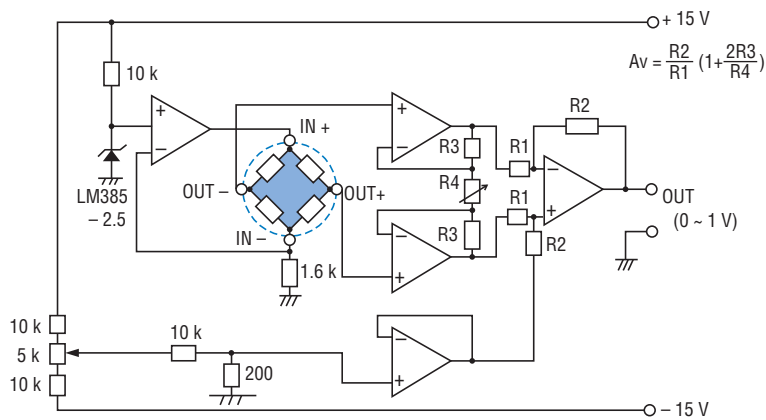 + 15 V
Av = R2/R1 (1+2R3/R4)
10 k
R2
+
IN +
+
−
R3
R1
−
R4
LM385
– 2.5
OUT –
OUT+
−
+
R1
OUT
(0 ~ 1 V)
IN –
−
R3
R2
1.6 k
+
10 k
10 k
5 k
−
10 k
200
+
– 15 V